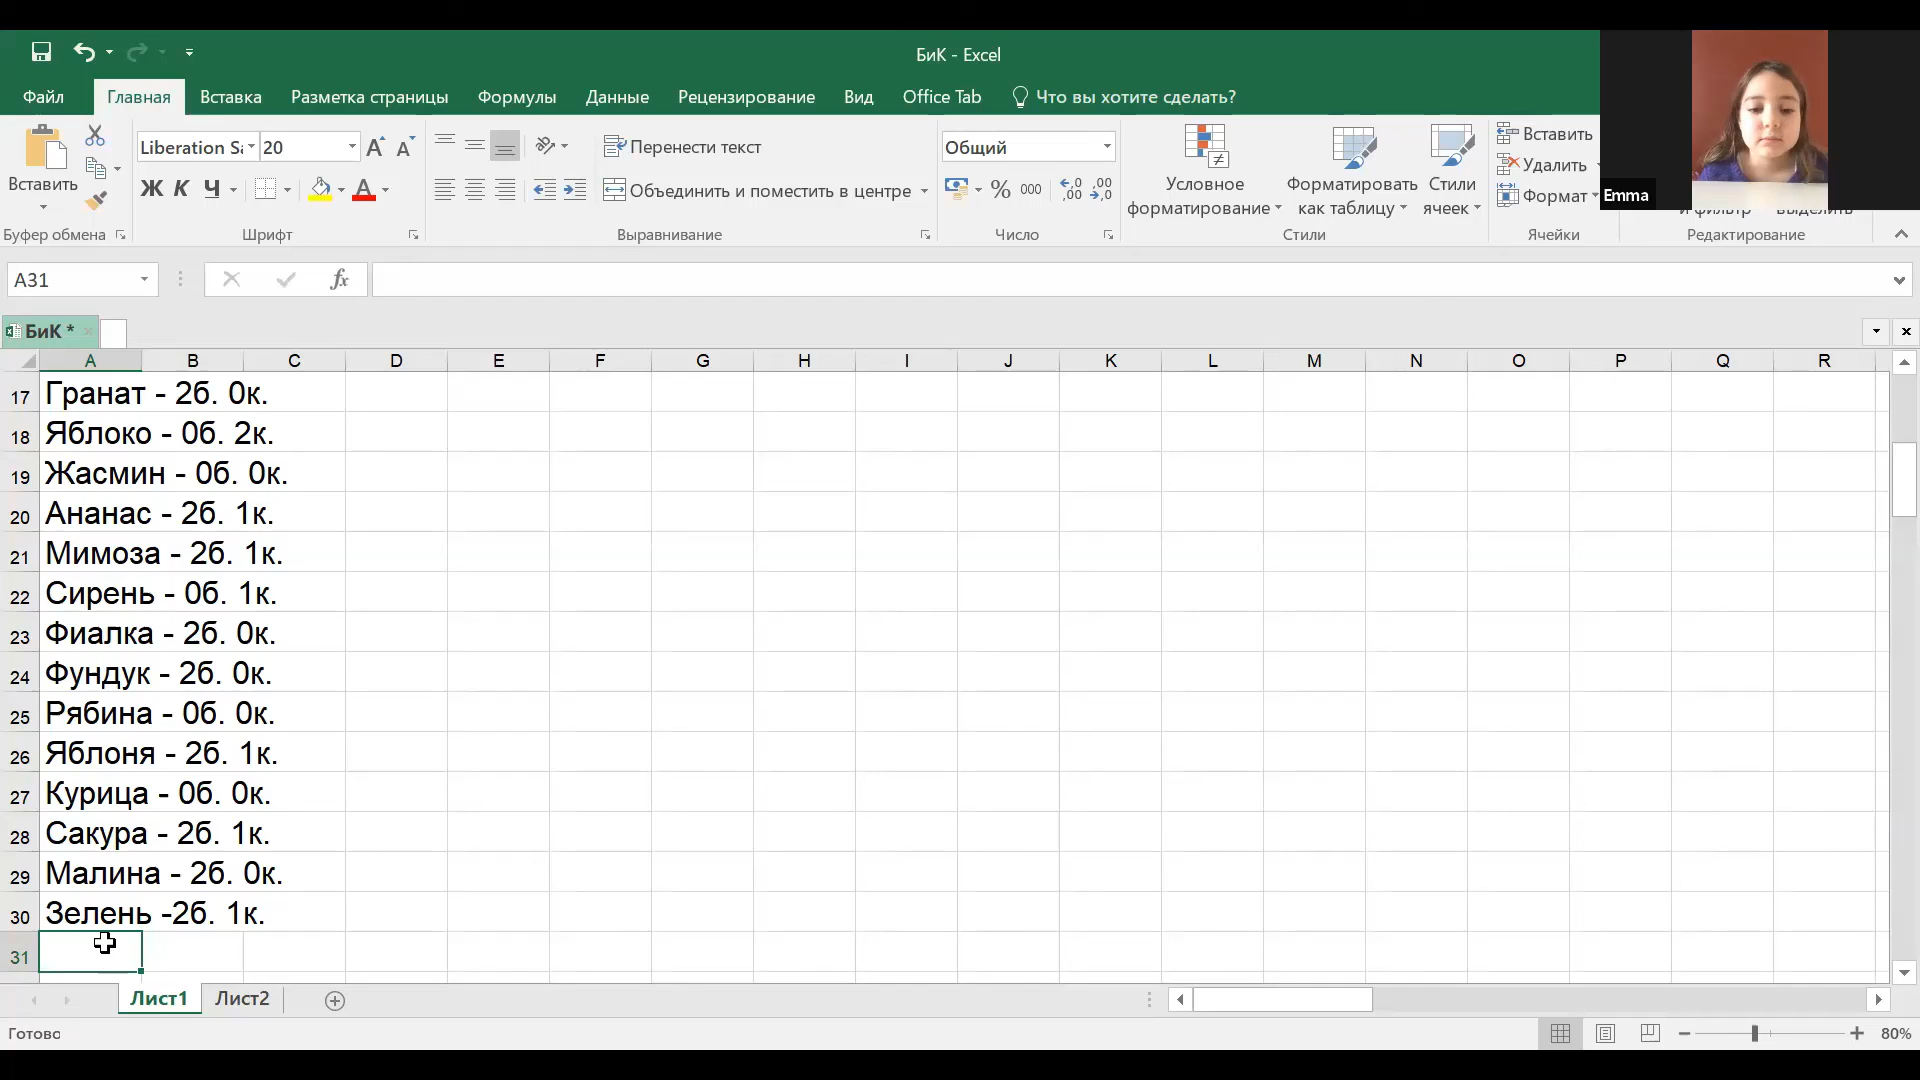 БиК - Excel
Файл Главная Вставка Разметка страницы Формулы Данные Рецензирование Вид Office Tab Что вы хотите сделать?
Вставить
Буфер обмена
Liberation Sa 20
Ж К Ч
Шрифт
Перенести текст
Объединить и поместить в центре
Выравнивание
Общий
% 000
Число
Условное форматирование
Форматировать как таблицу
Стили ячеек
Стили
Вставить
Удалить
Формат
Ячейки
и фильтр выделить
Редактирование
Emma
A31
fx
БиК *
A B C D E F G H I J K L M N O P Q R
17 Гранат - 2б. 0к.
18 Яблоко - 0б. 2к.
19 Жасмин - 0б. 0к.
20 Ананас - 2б. 1к.
21 Мимоза - 2б. 1к.
22 Сирень - 0б. 1к.
23 Фиалка - 2б. 0к.
24 Фундук - 2б. 0к.
25 Рябина - 0б. 0к.
26 Яблоня - 2б. 1к.
27 Курица - 0б. 0к.
28 Сакура - 2б. 1к.
29 Малина - 2б. 0к.
30 Зелень -2б. 1к.
31
Лист1 Лист2
Готово
80%